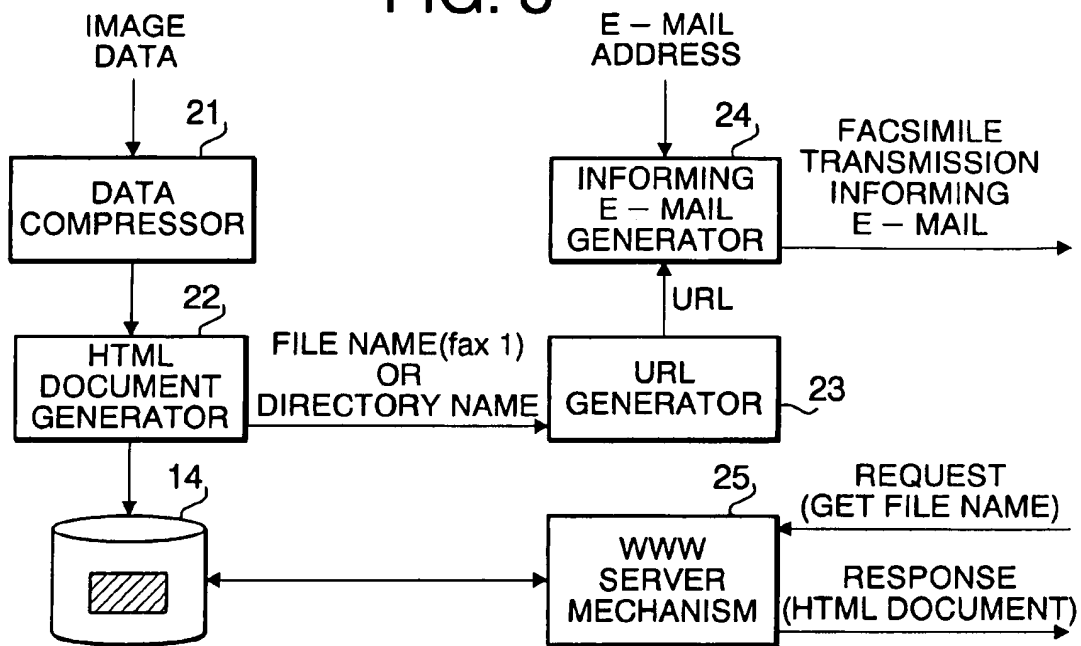 FIG.
IMAGE
DATA
E – MAIL
ADDRESS
21
24
DATA
COMPRESSOR
INFORMING
E – MAIL
GENERATOR
FACSIMILE
TRANSMISSION
INFORMING
E – MAIL
22
URL
HTML
DOCUMENT
GENERATOR
FILE NAME(fax 1)
OR
DIRECTORY NAME
URL
GENERATOR
23
14
25
WWW
SERVER
MECHANISM
REQUEST
(GET FILE NAME)
RESPONSE
(HTML DOCUMENT)